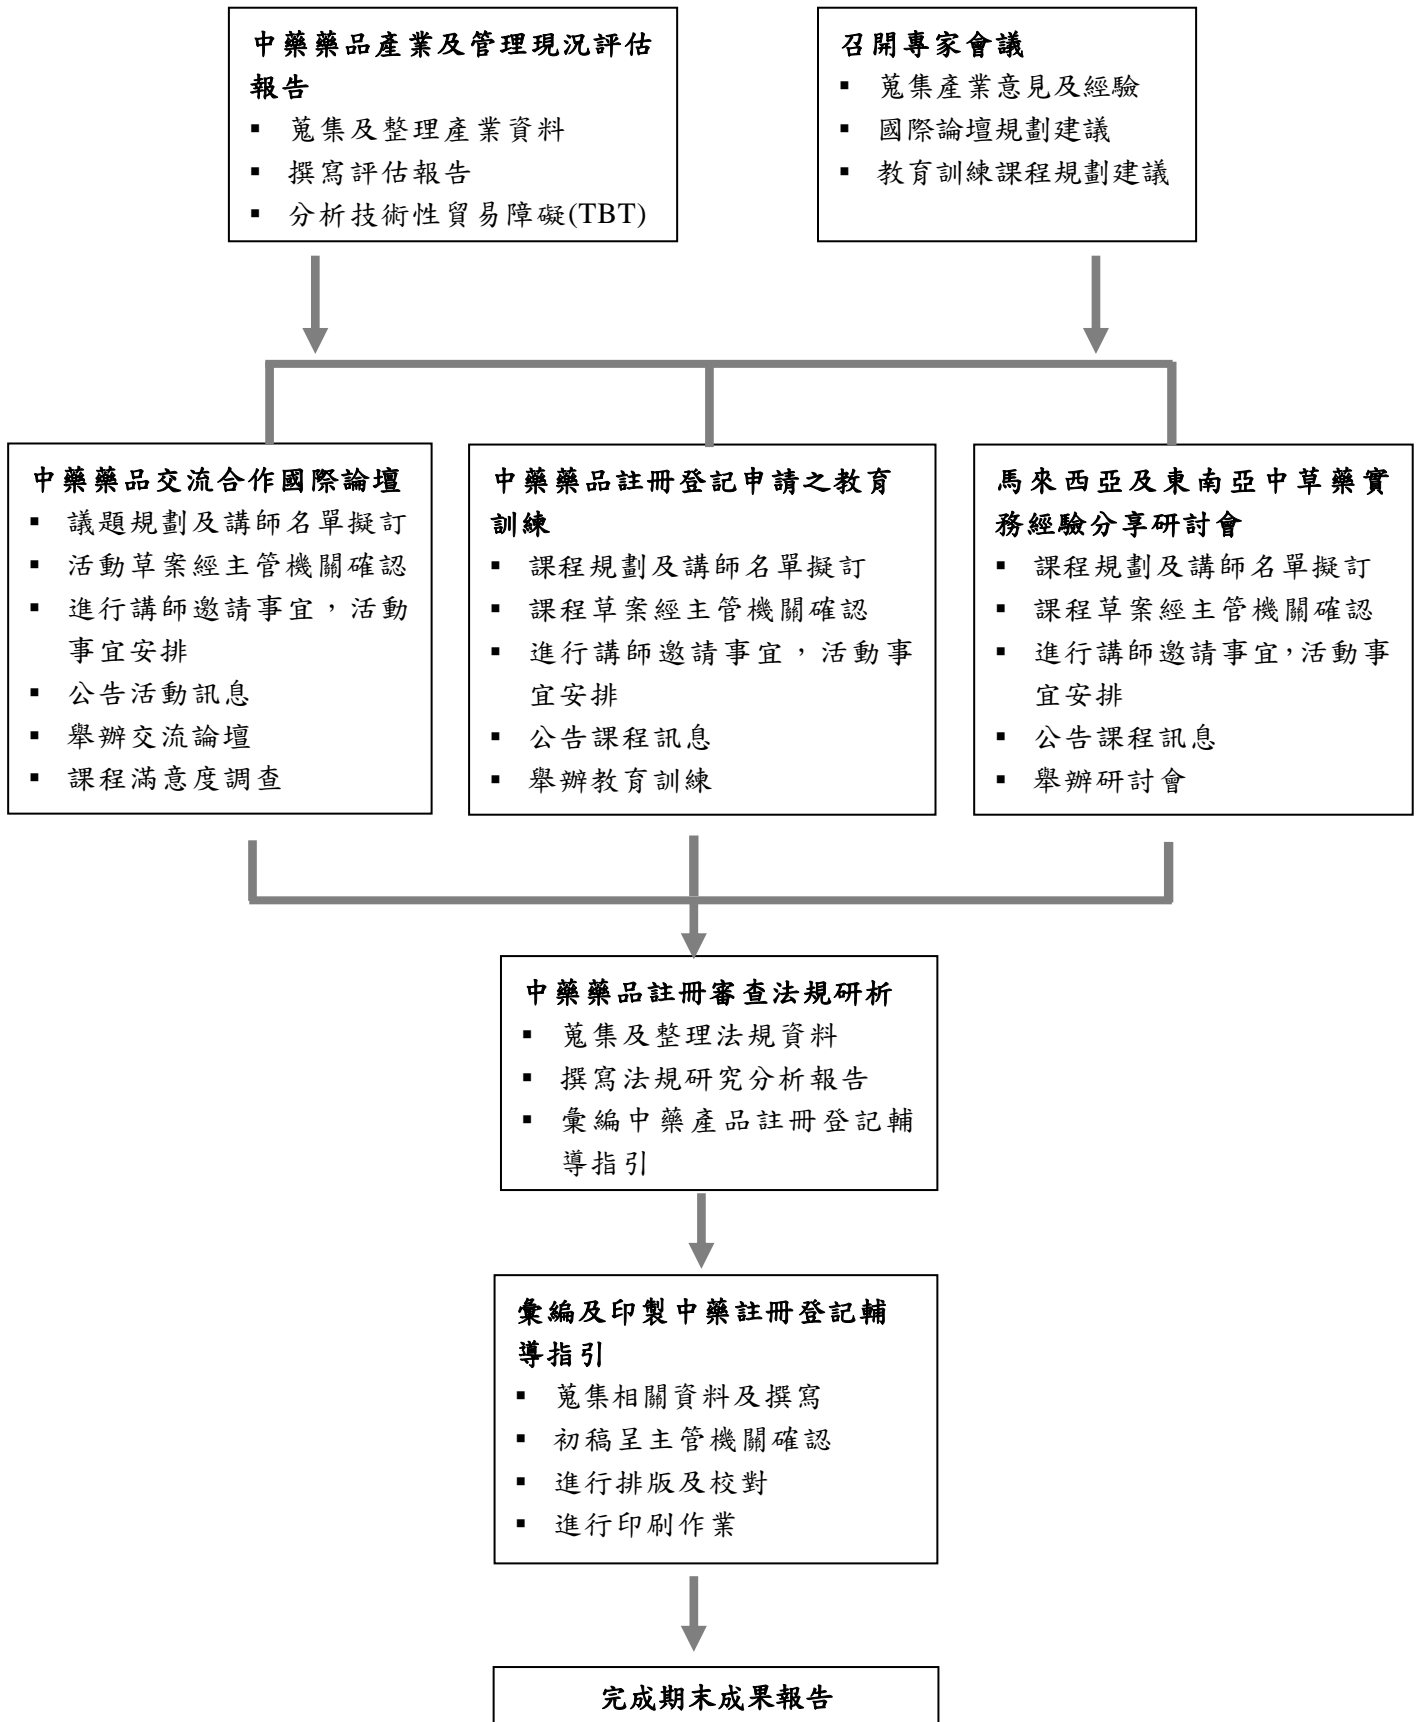 中藥藥品產業及管理現況評估
報告
▪ 蒐集及整理產業資料
▪ 撰寫評估報告
▪ 分析技術性貿易障礙(TBT)
召開專家會議
▪ 蒐集產業意見及經驗
▪ 國際論壇規劃建議
▪ 教育訓練課程規劃建議
中藥藥品交流合作國際論壇
▪ 議題規劃及講師名單擬訂
▪ 活動草案經主管機關確認
▪ 進行講師邀請事宜，活動
事宜安排
▪ 公告活動訊息
▪ 舉辦交流論壇
▪ 課程滿意度調查
中藥藥品註冊登記申請之教育
訓練
▪ 課程規劃及講師名單擬訂
▪ 課程草案經主管機關確認
▪ 進行講師邀請事宜，活動事
宜安排
▪ 公告課程訊息
▪ 舉辦教育訓練
馬來西亞及東南亞中草藥實
務經驗分享研討會
▪ 課程規劃及講師名單擬訂
▪ 課程草案經主管機關確認
▪ 進行講師邀請事宜，活動事
宜安排
▪ 公告課程訊息
▪ 舉辦研討會
中藥藥品註冊審查法規研析
▪ 蒐集及整理法規資料
▪ 撰寫法規研究分析報告
▪ 彙編中藥產品註冊登記輔
導指引
彙編及印製中藥註冊登記輔
導指引
▪ 蒐集相關資料及撰寫
▪ 初稿呈主管機關確認
▪ 進行排版及校對
▪ 進行印刷作業
完成期末成果報告